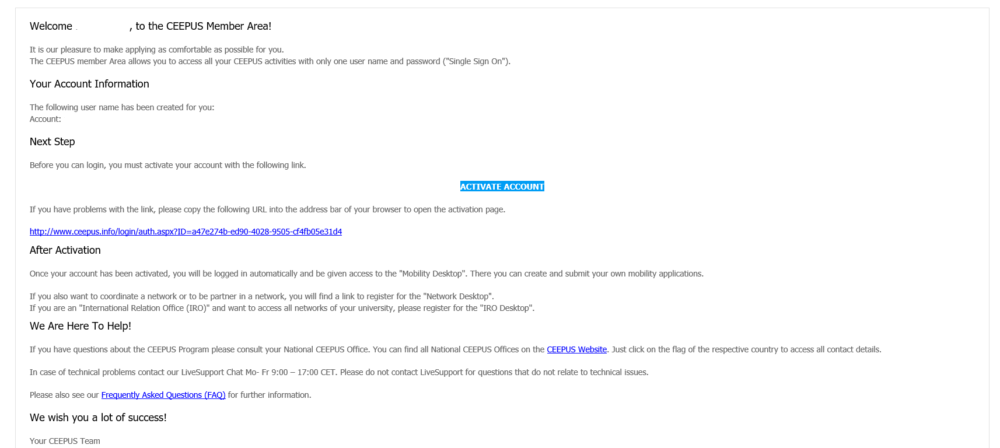 Welcome , to the CEEPUS Member Area!
It is our pleasure to make applying as comfortable as possible for you.
The CEEPUS member Area allows you to access all your CEEPUS activities with only one user name and password ("Single Sign On").
Your Account Information
The following user name has been created for you:
Account:
Next Step
Before you can login, you must activate your account with the following link.
ACTIVATE ACCOUNT
If you have problems with the link, please copy the following URL into the address bar of your browser to open the activation page.
http://www.ceepus.info/login/auth.aspx?ID=a47e274b-ed90-4028-9505-cf4fb05e31d4
After Activation
Once your account has been activated, you will be logged in automatically and be given access to the "Mobility Desktop". There you can create and submit your own mobility applications.
If you also want to coordinate a network or to be partner in a network, you will find a link to register for the "Network Desktop".
If you are an "International Relation Office (IRO)" and want to access all networks of your university, please register for the "IRO Desktop".
We Are Here To Help!
If you have questions about the CEEPUS Program please consult your National CEEPUS Office. You can find all National CEEPUS Offices on the CEEPUS Website. Just click on the flag of the respective country to access all contact details.
In case of technical problems contact our LiveSupport Chat Mo- Fr 9:00 – 17:00 CET. Please do not contact LiveSupport for questions that do not relate to technical issues.
Please also see our Frequently Asked Questions (FAQ) for further information.
We wish you a lot of success!
Your CEEPUS Team